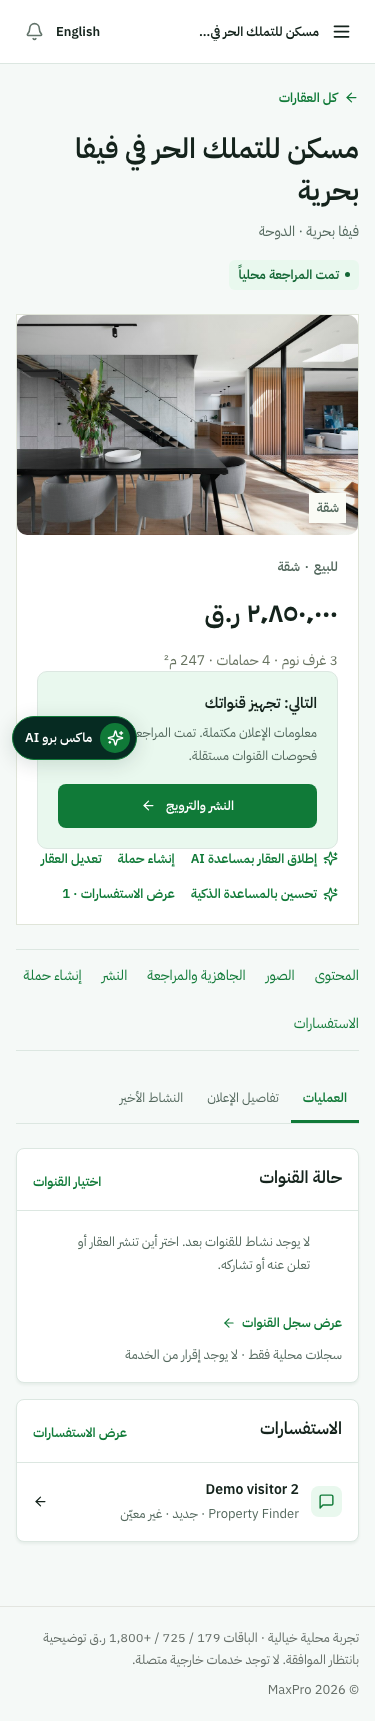 مسكن للتملك الحر في...
English
كل العقارات
مسكن للتملك الحر في فيفا
بحرية
فيفا بحرية · الدوحة
تمت المراجعة محلياً
شقة
للبيع · شقة
٢,٨٥٠,٠٠٠ ر.ق
3 غرف نوم · 4 حمامات · 247 م²
التالي: تجهيز قنواتك
معلومات الإعلان مكتملة. تمت المراجعة
فحوصات القنوات مستقلة.
ماكس برو AI
النشر والترويج
إطلاق العقار بمساعدة AI
إنشاء حملة
تعديل العقار
تحسين بالمساعدة الذكية
عرض الاستفسارات · 1
المحتوى
الصور
الجاهزية والمراجعة
النشر
إنشاء حملة
الاستفسارات
العمليات
تفاصيل الإعلان
النشاط الأخير
حالة القنوات
اختيار القنوات
لا يوجد نشاط للقنوات بعد. اختر أين تنشر العقار أو
تعلن عنه أو تشاركه.
عرض سجل القنوات
سجلات محلية فقط · لا يوجد إقرار من الخدمة
الاستفسارات
عرض الاستفسارات
Demo visitor 2
Property Finder · جديد · غير معيّن
تجربة محلية خيالية · الباقات 179 / 725 / +1,800 ر.ق توضيحية
بانتظار الموافقة. لا توجد خدمات خارجية متصلة.
© 2026 MaxPro